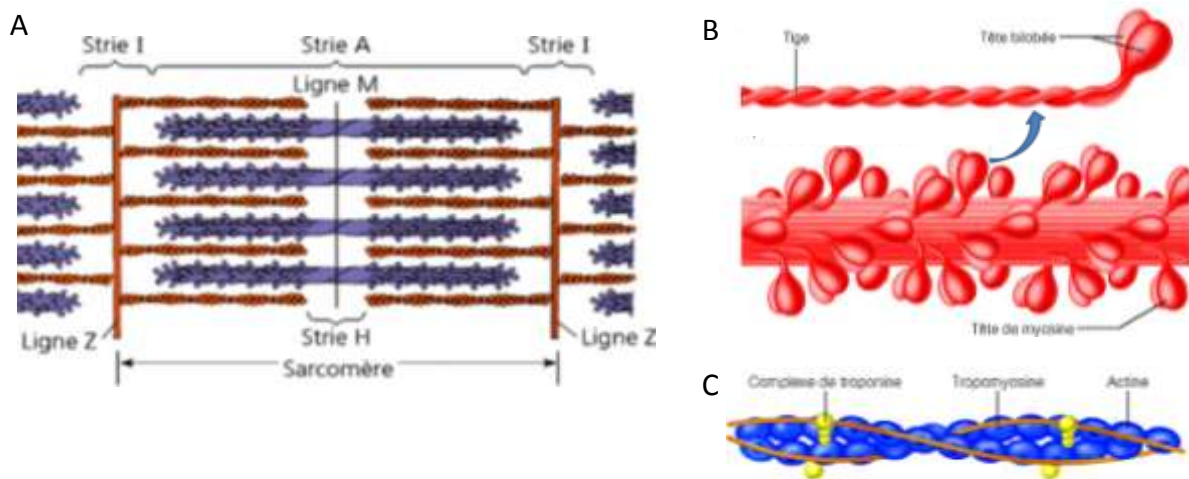 A
Strie I
Strie A
Strie I
Ligne M
Ligne Z
Strie H
Ligne Z
Sarcomère
B
Tige
Tête bilobée
Tête de myosine
C
Complexe de troponine
Tropomyosine
Actine